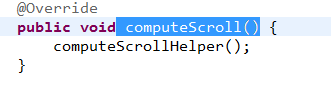 @Override
public void computeScroll() {
computeScrollHelper();
}